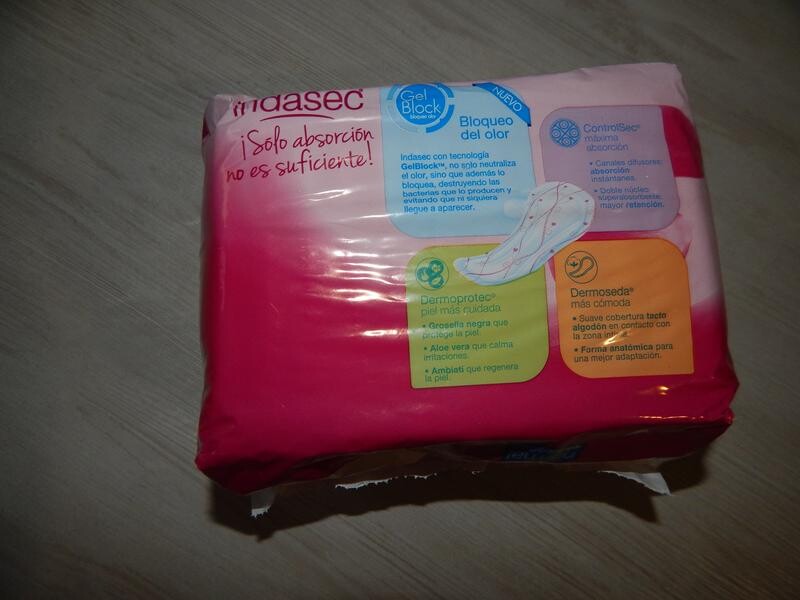 indasec®
¡Sólo absorción
no es suficiente!
Gel
Block
bloquea olor
NUEVO
Bloqueo
del olor
Indasec con tecnología
GelBlock™, no solo neutraliza
el olor, sino que además lo
bloquea, destruyendo las
bacterias que lo producen y
evitando que ni siquiera
llegue a aparecer.
ControlSec®
máxima
absorción
• Canales difusores:
absorción
instantánea.
• Doble núcleo
superabsorbente:
mayor retención.
Dermoprotec®
piel más cuidada
• Grosella negra que
protege la piel.
• Aloe vera que calma
irritaciones.
• Ambiati que regenera
la piel.
Dermoseda®
más cómoda
• Suave cobertura tacto
algodón en contacto con
la zona
• Forma anatómica para
una mejor adaptación.